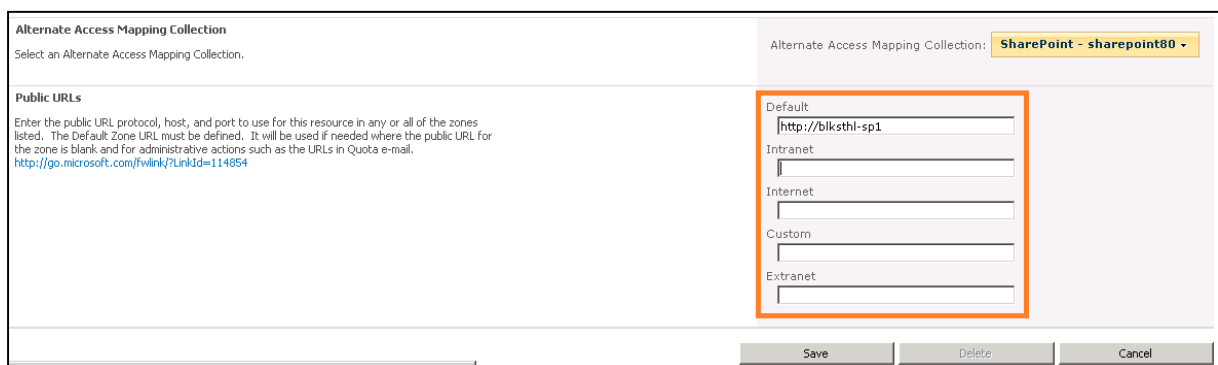 Alternate Access Mapping Collection
Select an Alternate Access Mapping Collection.
Alternate Access Mapping Collection: SharePoint - sharepoint80
Public URLs
Enter the public URL protocol, host, and port to use for this resource in any or all of the zones
listed. The Default Zone URL must be defined. It will be used if needed where the public URL for
the zone is blank and for administrative actions such as the URLs in Quota e-mail.
http://go.microsoft.com/fwlink/?LinkId=114854
Default
http://blksthl-sp1
Intranet
Internet
Custom
Extranet
Save Delete Cancel